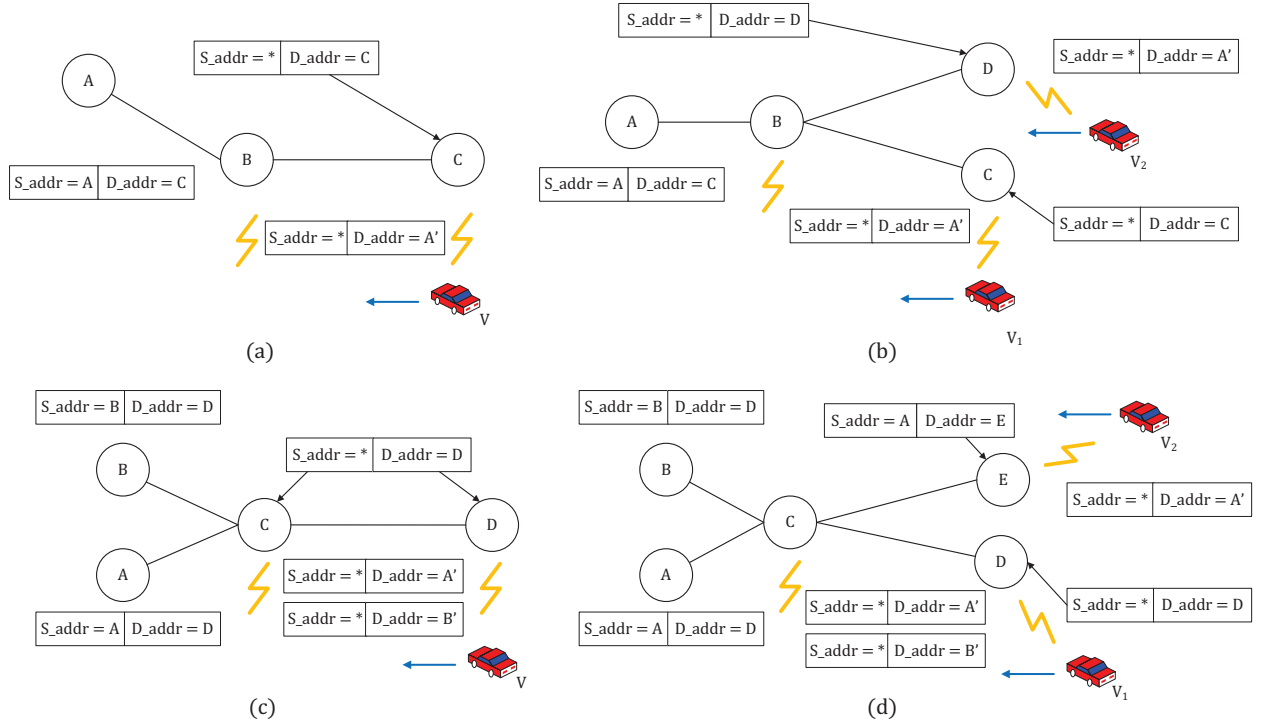 S_addr = * D_addr = C
A
B
C
S_addr = A D_addr = C
S_addr = * D_addr = A'
V
(a)
S_addr = * D_addr = D
S_addr = * D_addr = A'
D
A
B
V2
C
S_addr = A D_addr = C
S_addr = * D_addr = A'
S_addr = * D_addr = C
V1
(b)
S_addr = B D_addr = D
S_addr = * D_addr = D
B
C
D
A
S_addr = * D_addr = A'
S_addr = * D_addr = B'
S_addr = A D_addr = D
V
(c)
S_addr = B D_addr = D
S_addr = A D_addr = E
V2
B
E
S_addr = * D_addr = A'
C
D
A
S_addr = * D_addr = A'
S_addr = * D_addr = D
S_addr = A D_addr = D
S_addr = * D_addr = B'
V1
(d)